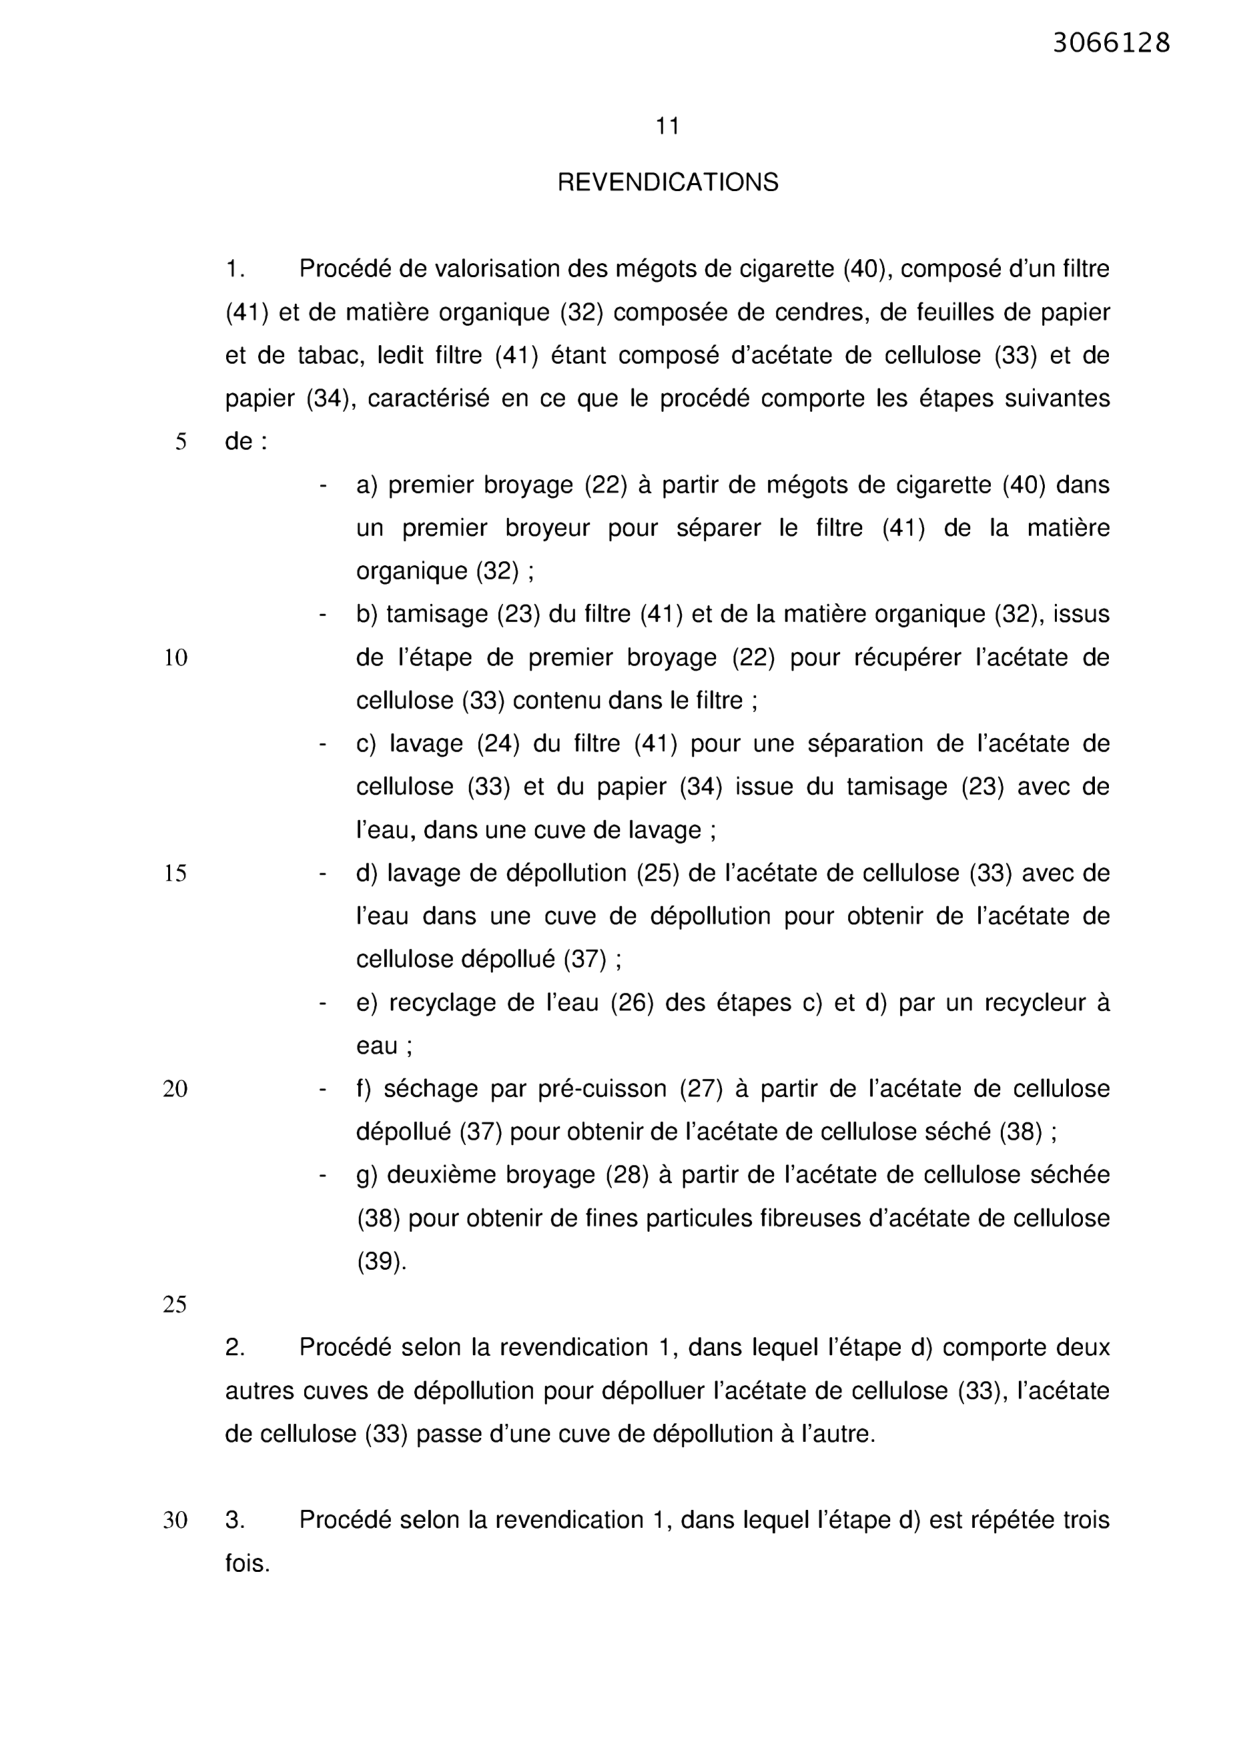 3066128
11
REVENDICATIONS
1. Procédé de valorisation des mégots de cigarette (40), composé d'un filtre
(41) et de matière organique (32) composée de cendres, de feuilles de papier
et de tabac, ledit filtre (41) étant composé d'acétate de cellulose (33) et de
papier (34), caractérisé en ce que le procédé comporte les étapes suivantes
5 de :
- a) premier broyage (22) à partir de mégots de cigarette (40) dans
un premier broyeur pour séparer le filtre (41) de la matière
organique (32) ;
- b) tamisage (23) du filtre (41) et de la matière organique (32), issus
10 de l'étape de premier broyage (22) pour récupérer l'acétate de
cellulose (33) contenu dans le filtre ;
- c) lavage (24) du filtre (41) pour une séparation de l'acétate de
cellulose (33) et du papier (34) issue du tamisage (23) avec de
l'eau, dans une cuve de lavage ;
15 - d) lavage de dépollution (25) de l'acétate de cellulose (33) avec de
l'eau dans une cuve de dépollution pour obtenir de l'acétate de
cellulose dépollué (37) ;
- e) recyclage de l'eau (26) des étapes c) et d) par un recycleur à
eau ;
20 - f) séchage par pré-cuisson (27) à partir de l'acétate de cellulose
dépollué (37) pour obtenir de l'acétate de cellulose séché (38) ;
- g) deuxième broyage (28) à partir de l'acétate de cellulose séchée
(38) pour obtenir de fines particules fibreuses d'acétate de cellulose
(39).
25
2. Procédé selon la revendication 1, dans lequel l'étape d) comporte deux
autres cuves de dépollution pour dépolluer l'acétate de cellulose (33), l'acétate
de cellulose (33) passe d'une cuve de dépollution à l'autre.
30 3. Procédé selon la revendication 1, dans lequel l'étape d) est répétée trois
fois.